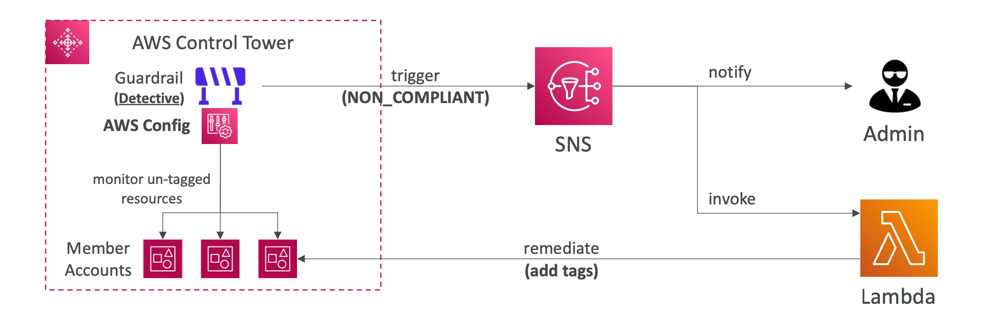 AWS Control Tower
Guardrail
(Detective)
AWS Config
trigger
(NON_COMPLIANT)
SNS
notify
Admin
monitor un-tagged
resources
invoke
Member
Accounts
remediate
(add tags)
Lambda